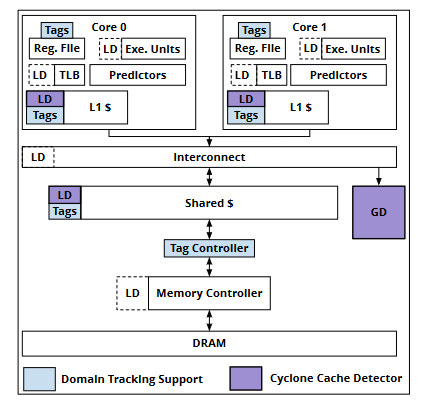 Core 0
Tags
Reg. File
LD
Exe. Units
LD
TLB
Predictors
LD
Tags
L1 $
Core 1
Tags
Reg. File
LD
Exe. Units
LD
TLB
Predictors
LD
Tags
L1 $
LD
Interconnect
LD
Tags
Shared $
GD
Tag Controller
LD
Memory Controller
DRAM
Domain Tracking Support
Cyclone Cache Detector